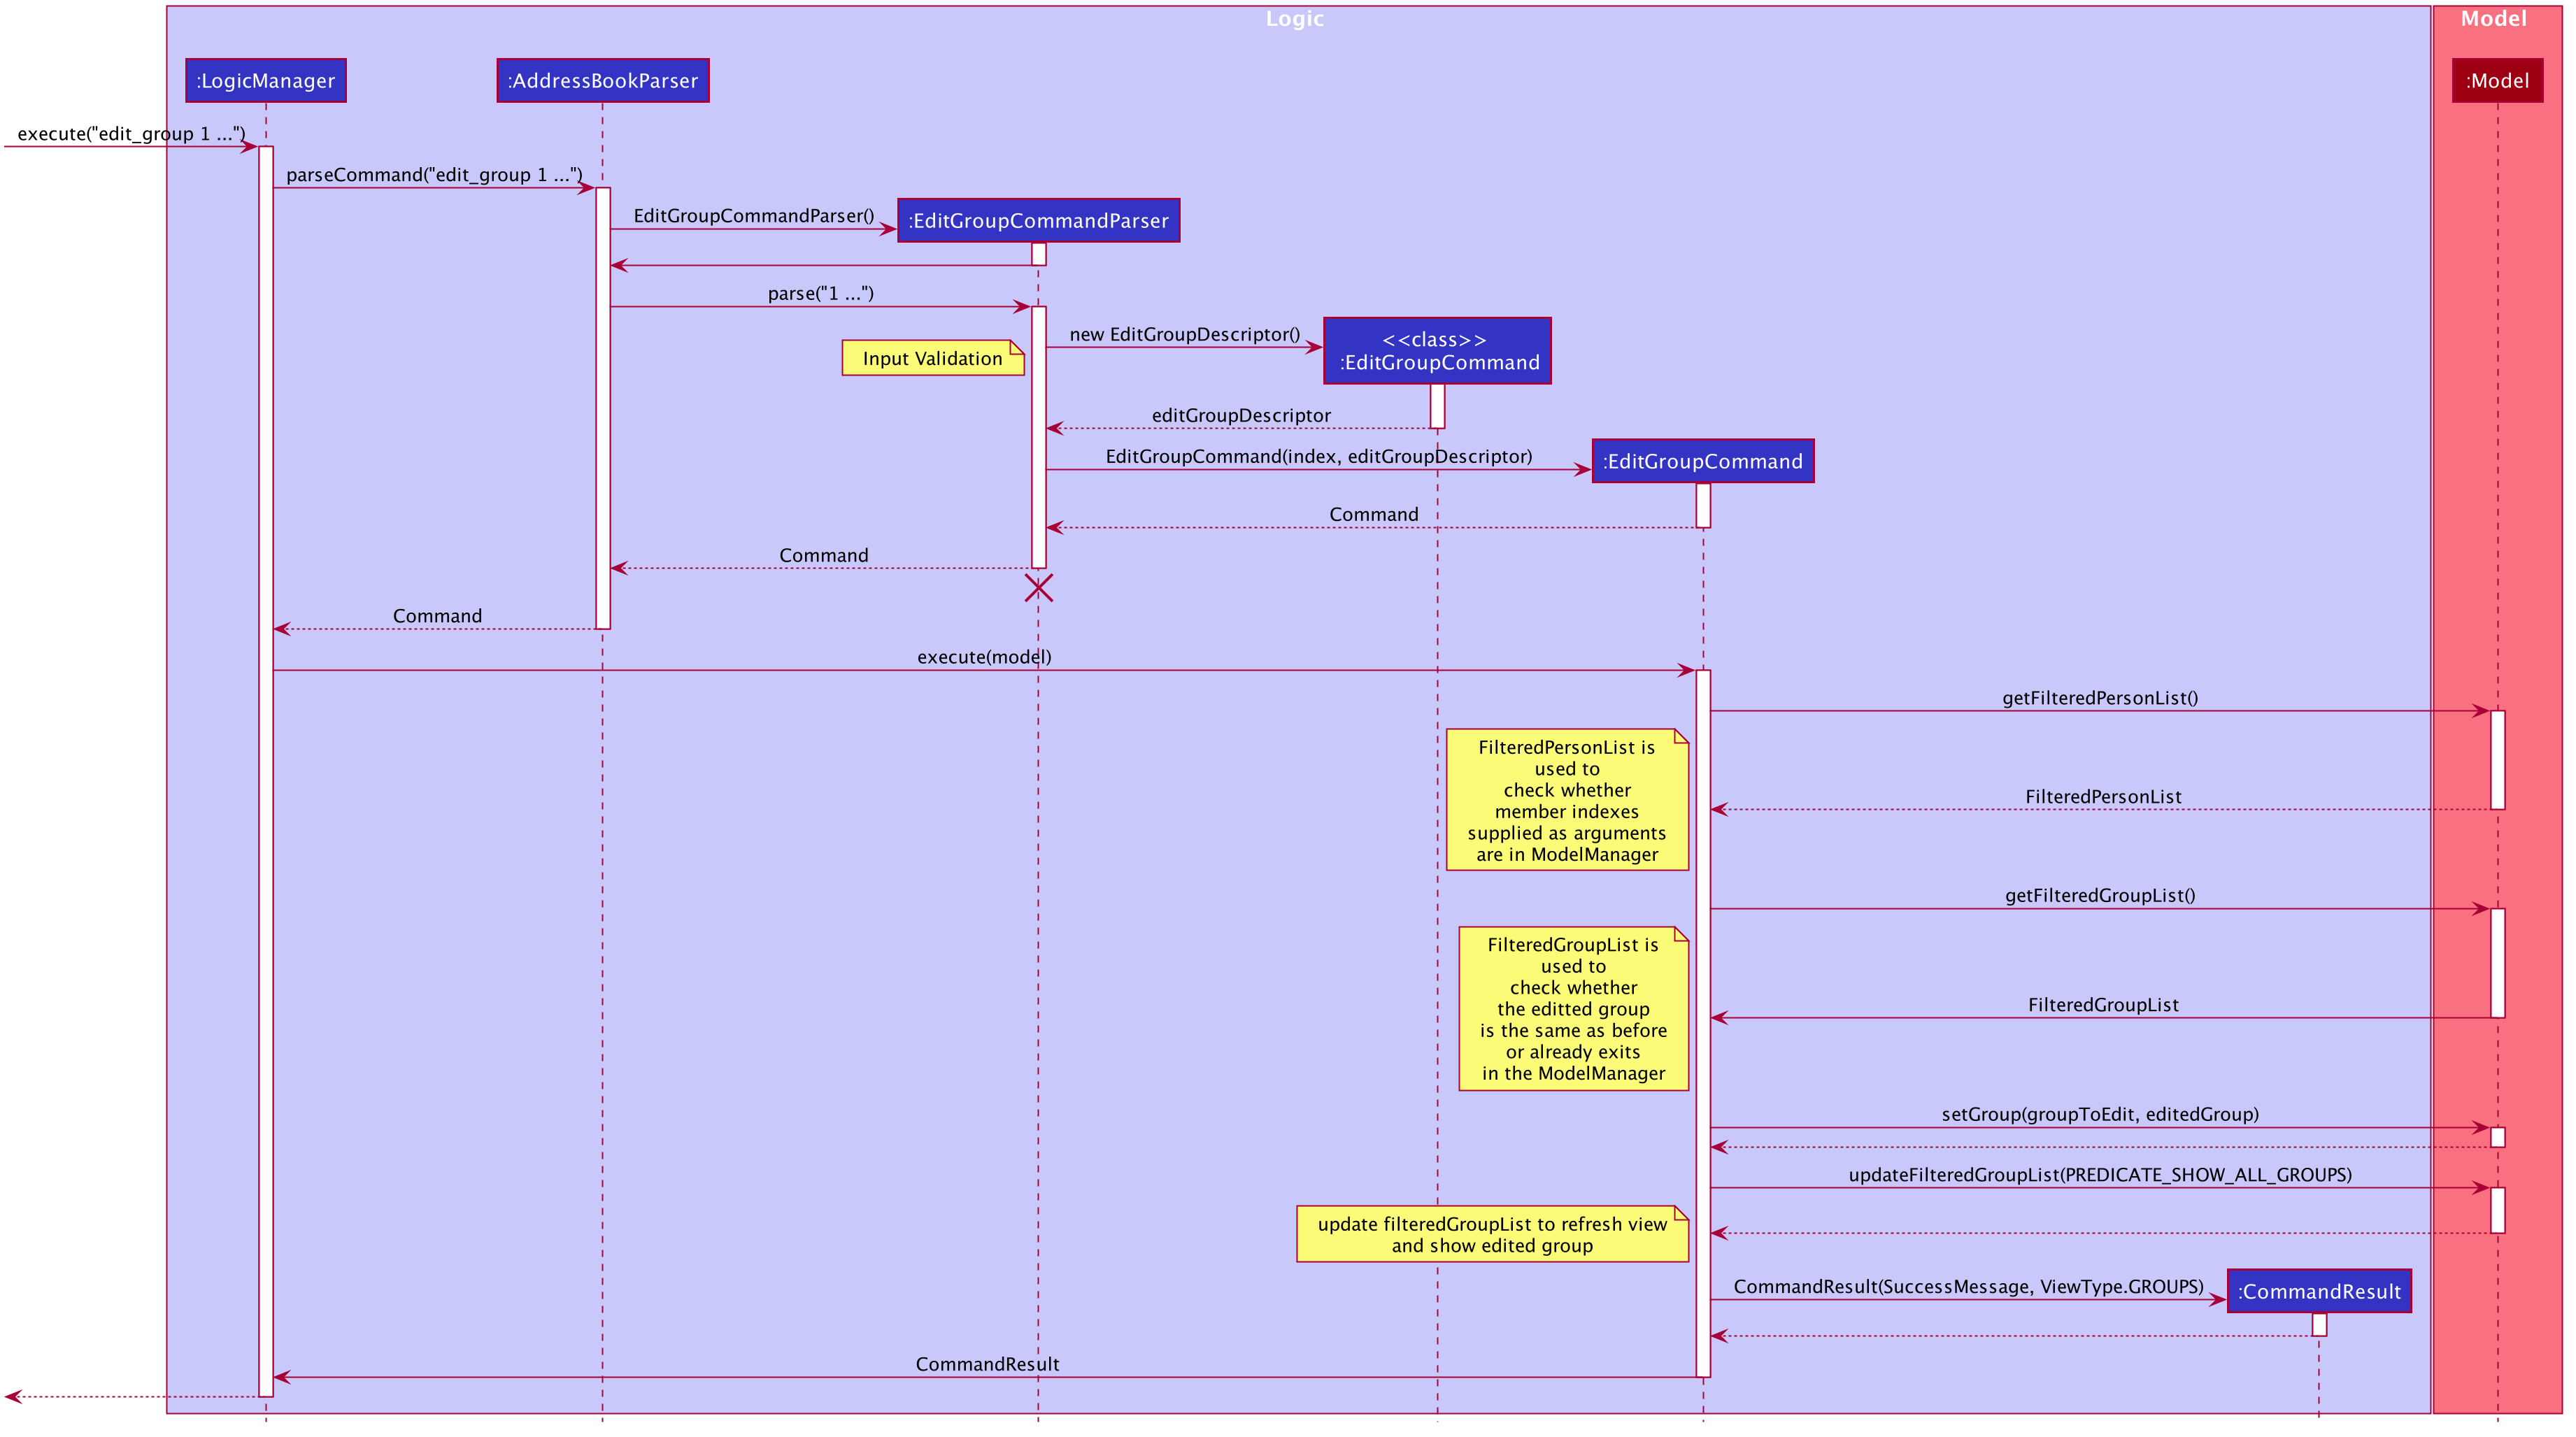 Logic
Model
:LogicManager
:AddressBookParser
:Model
execute("edit_group 1 ...")
parseCommand("edit_group 1 ...")
EditGroupCommandParser()
:EditGroupCommandParser
parse("1 ...")
new EditGroupDescriptor()
<<class>>
:EditGroupCommand
Input Validation
editGroupDescriptor
EditGroupCommand(index, editGroupDescriptor)
:EditGroupCommand
Command
Command
Command
execute(model)
getFilteredPersonList()
FilteredPersonList is
used to
check whether
member indexes
supplied as arguments
are in ModelManager
FilteredPersonList
getFilteredGroupList()
FilteredGroupList is
used to
check whether
the editted group
is the same as before
or already exits
in the ModelManager
FilteredGroupList
setGroup(groupToEdit, editedGroup)
updateFilteredGroupList(PREDICATE_SHOW_ALL_GROUPS)
update filteredGroupList to refresh view
and show edited group
CommandResult(SuccessMessage, ViewType.GROUPS)
:CommandResult
CommandResult